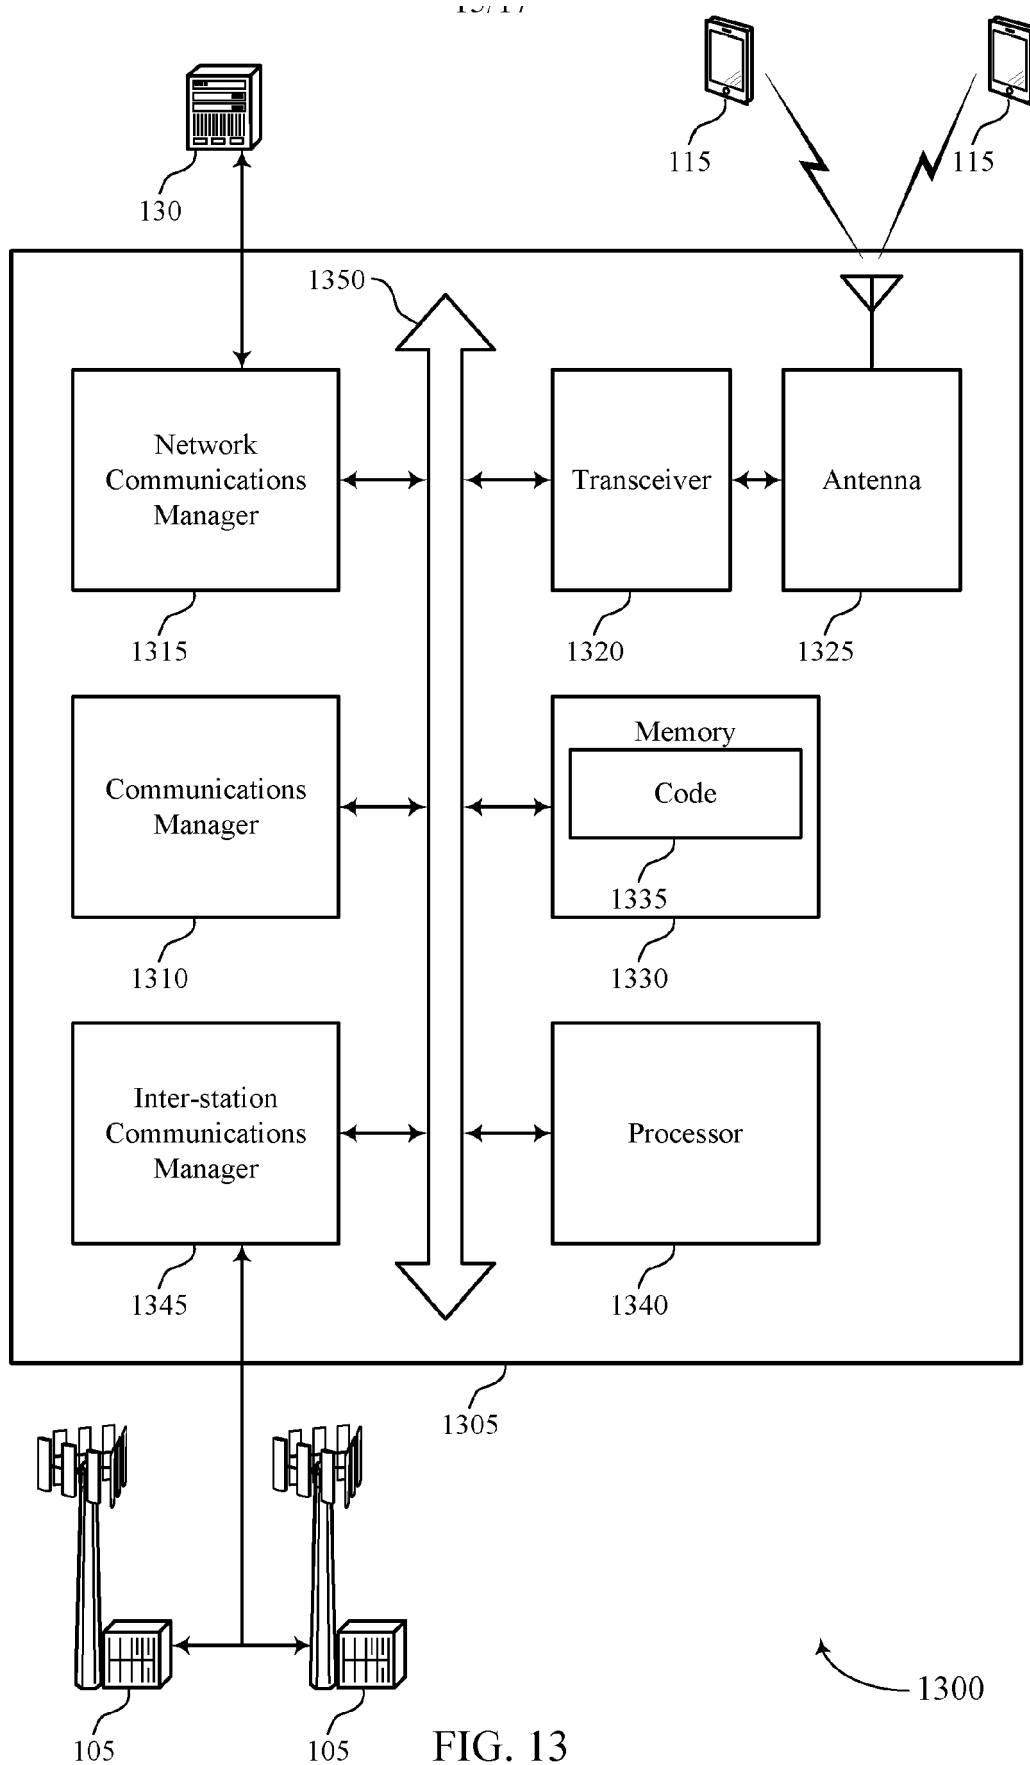 115
115
130
1350
Network
Communications
Manager
Transceiver
Antenna
1315
1320
1325
Communications
Manager
Memory
Code
1335
1310
1330
Inter-station
Communications
Manager
Processor
1345
1340
1305
1300
105
105
FIG. 13